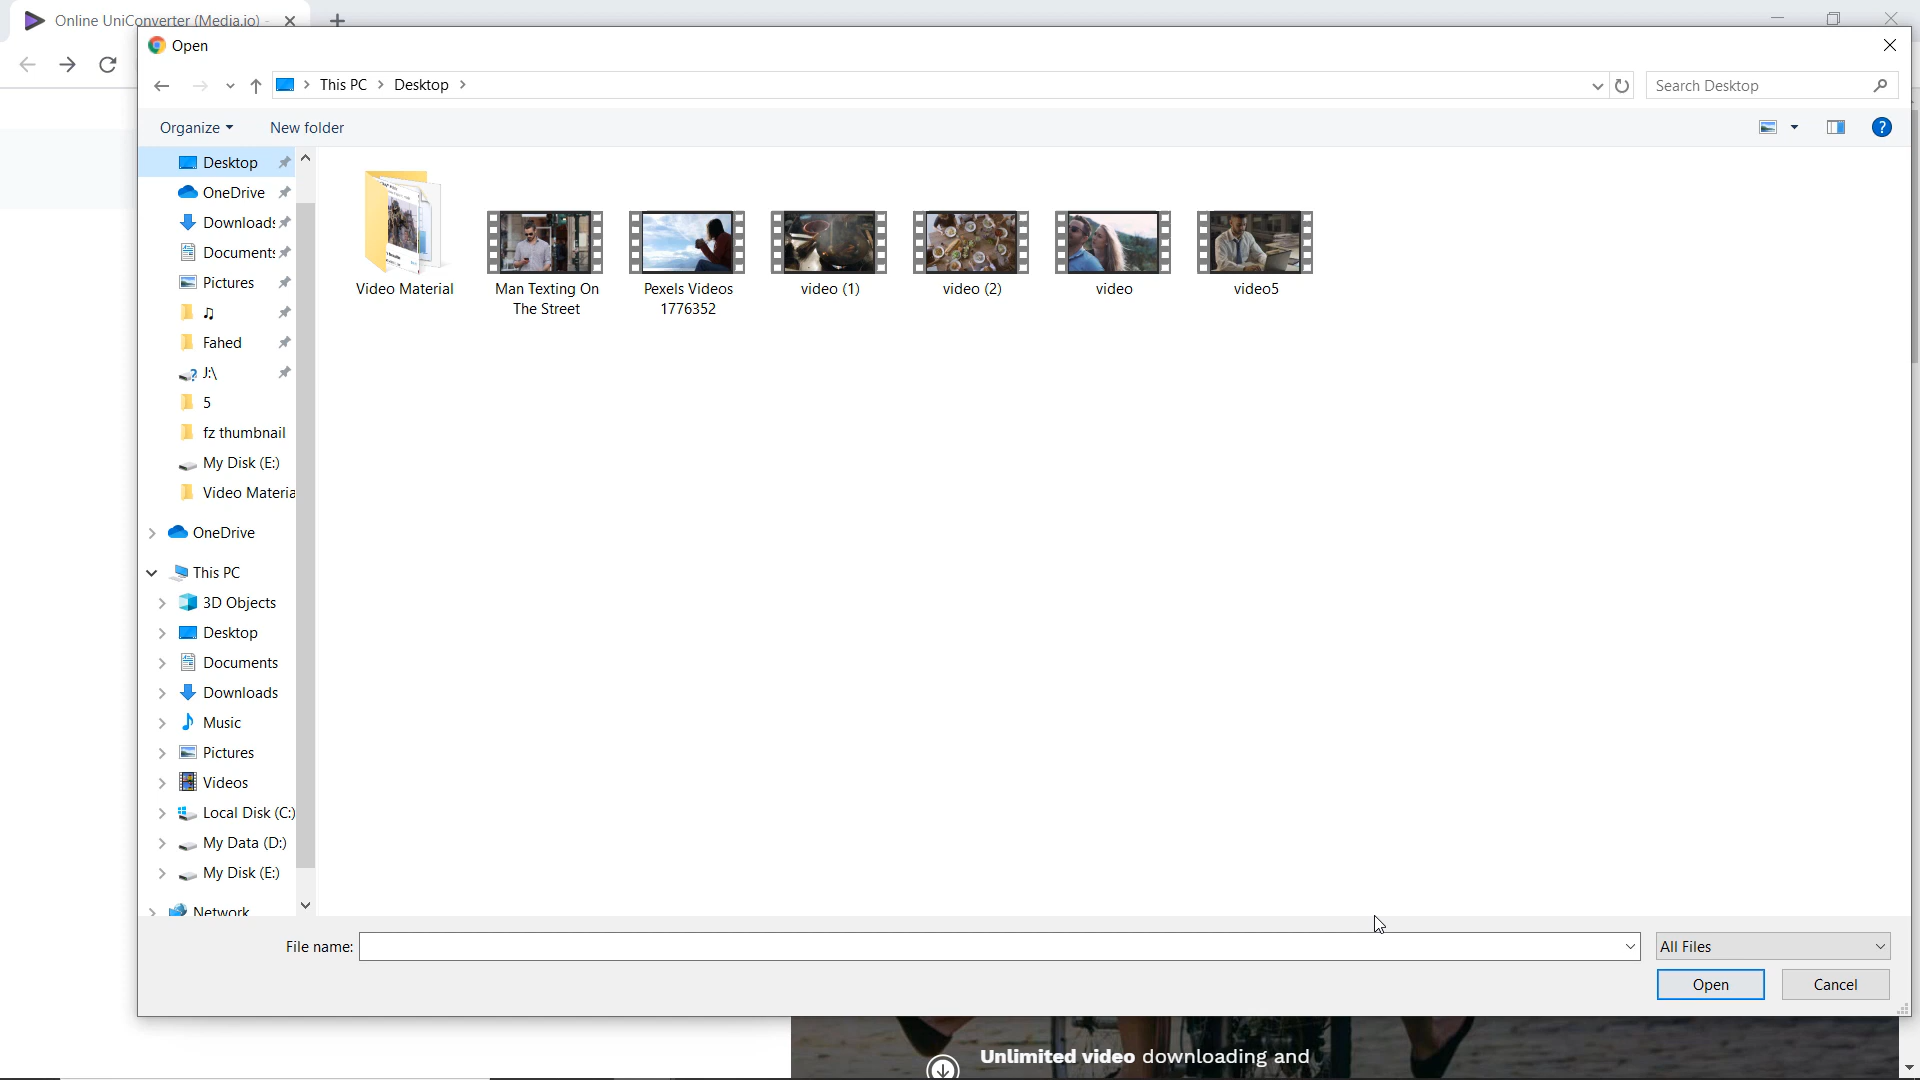 Online UniConverter (Media.io) -
Open
This PC
Desktop
Search Desktop
Organize
New folder
?
Desktop
OneDrive
Downloads
Documents
Pictures
♫
Fahed
J:\
5
fz thumbnail
My Disk (E:)
Video Materia
OneDrive
This PC
3D Objects
Desktop
Documents
Downloads
Music
Pictures
Videos
Local Disk (C:)
My Data (D:)
My Disk (E:)
Network
Video Material
Man Texting On
The Street
Pexels Videos
1776352
video (1)
video (2)
video
video5
File name:
All Files
Open
Cancel
Unlimited video downloading and